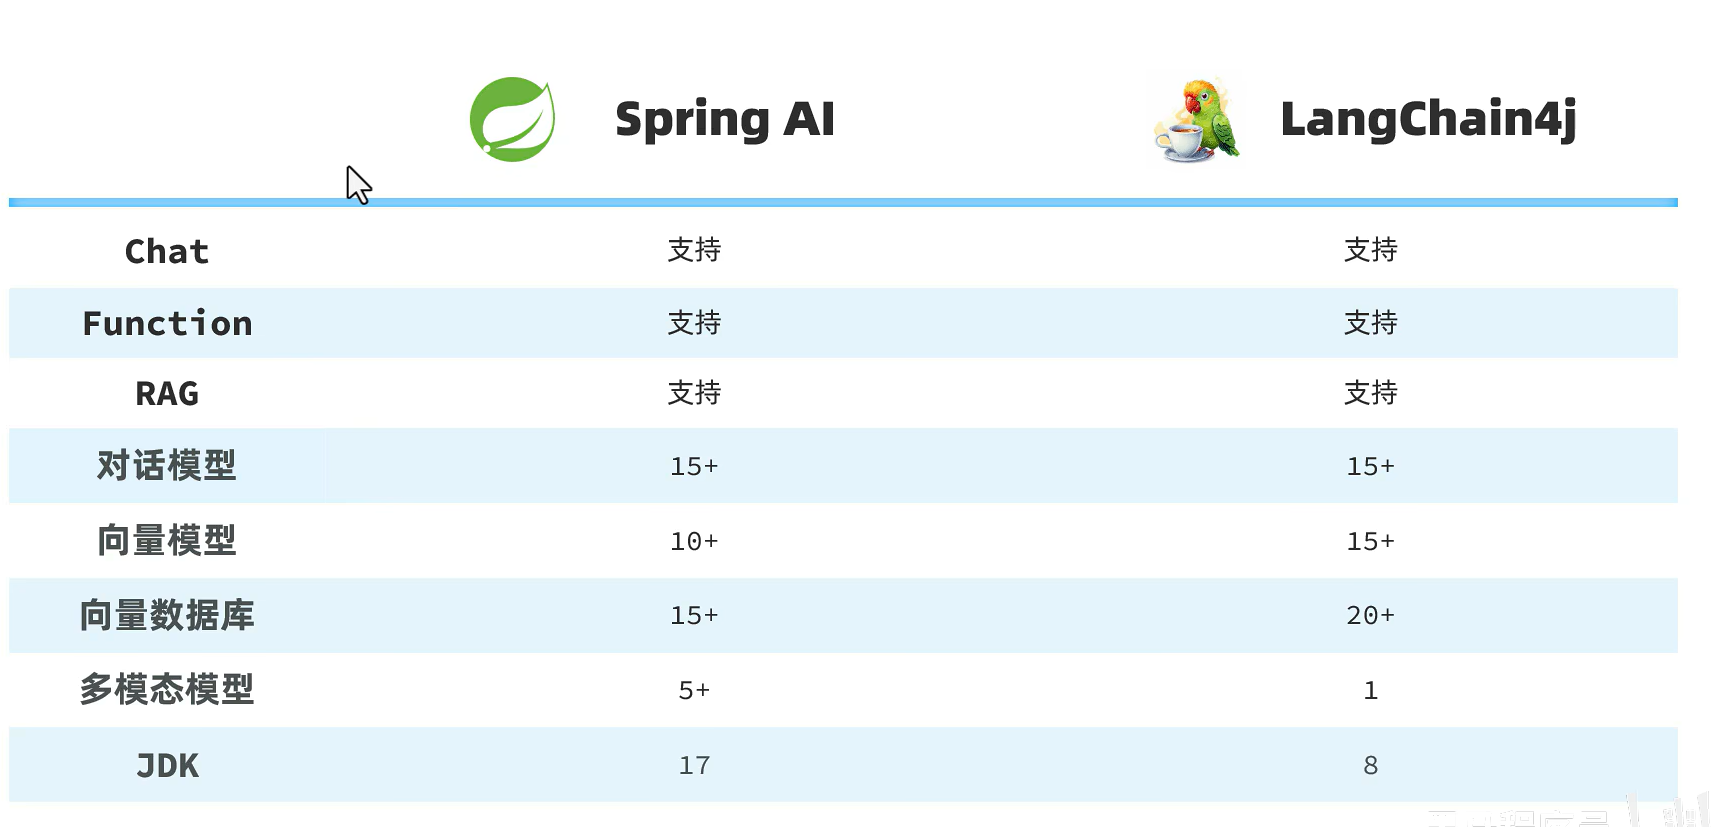 Spring AI LangChain4j
Chat 支持 支持
Function 支持 支持
RAG 支持 支持
对话模型 15+ 15+
向量模型 10+ 15+
向量数据库 15+ 20+
多模态模型 5+ 1
JDK 17 8